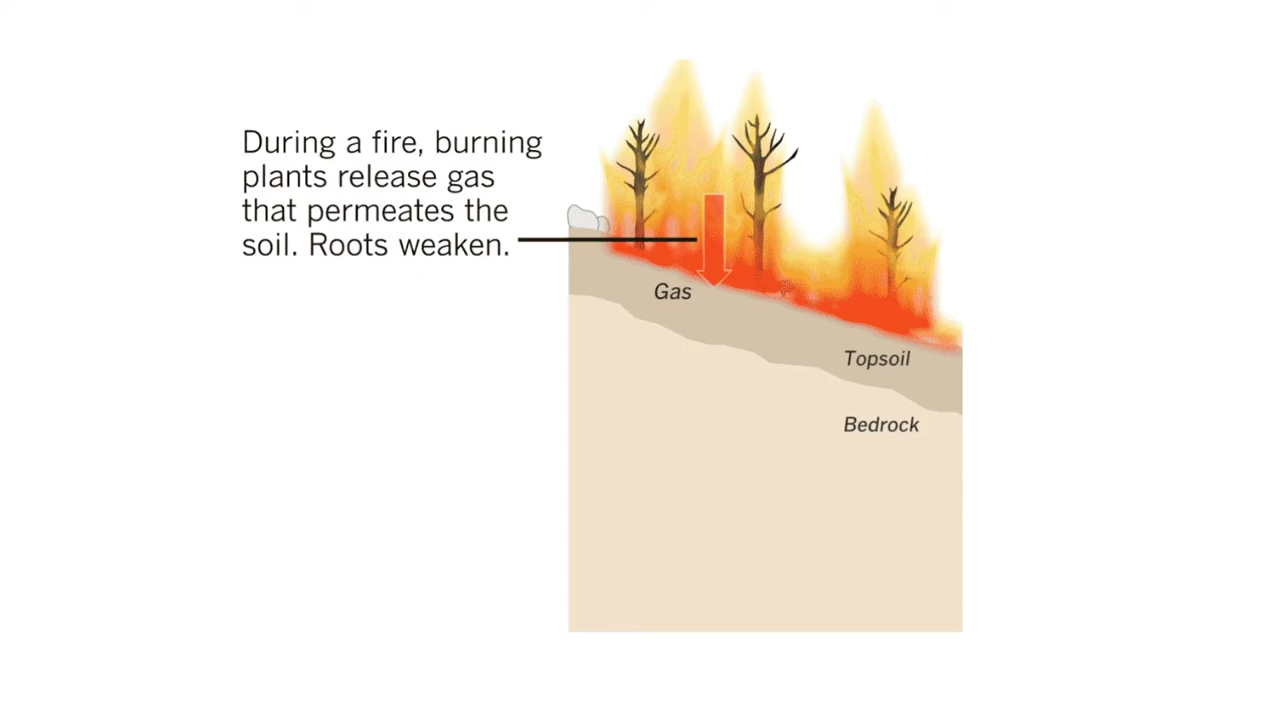 During a fire, burning
plants release gas
that permeates the
soil. Roots weaken.
Gas
Topsoil
Bedrock